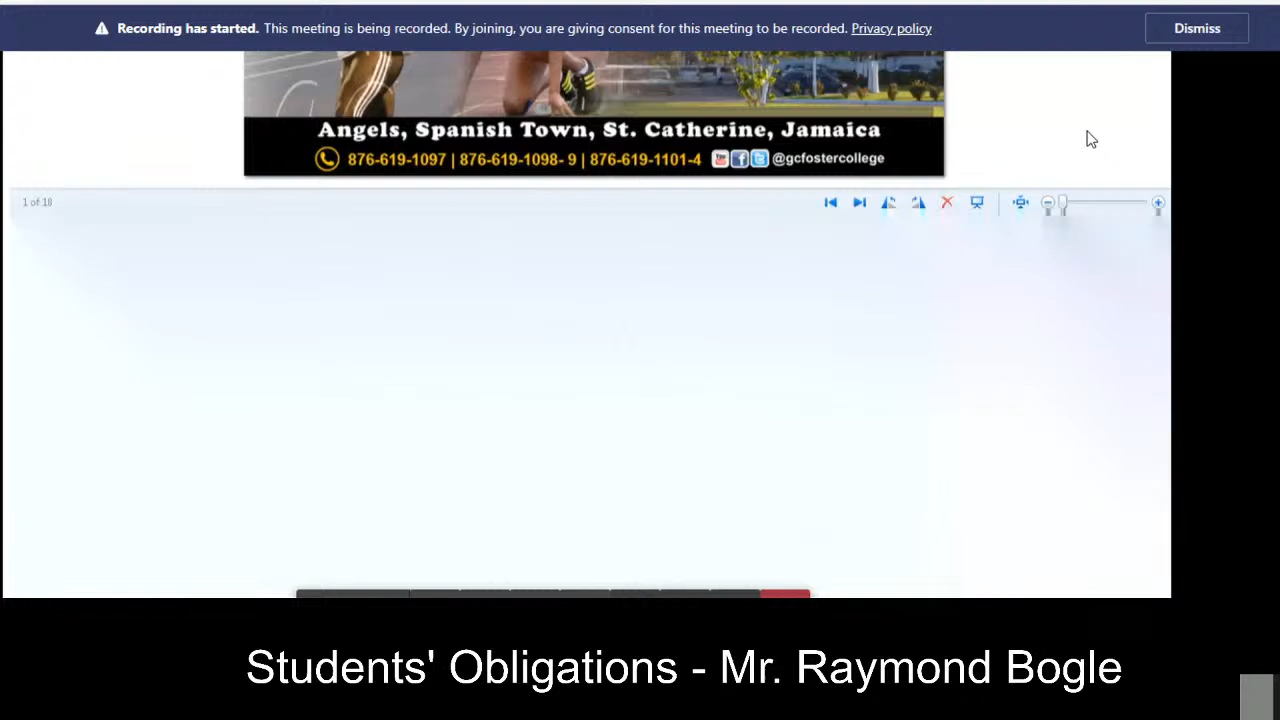 Recording has started. This meeting is being recorded. By joining, you are giving consent for this meeting to be recorded. Privacy policy
Dismiss
Angels, Spanish Town, St. Catherine, Jamaica
876-619-1097 | 876-619-1098- 9 | 876-619-1101-4 @gcfostercollege
1 of 18
Students' Obligations - Mr. Raymond Bogle